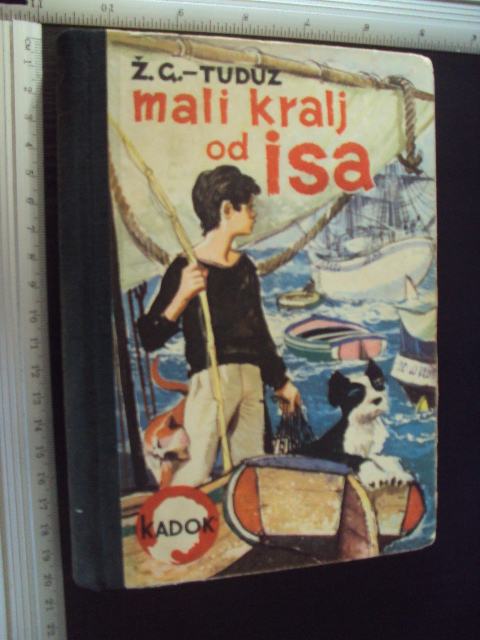 Ž. G.-TUDUZ
mali kralj
od isa
KADOK